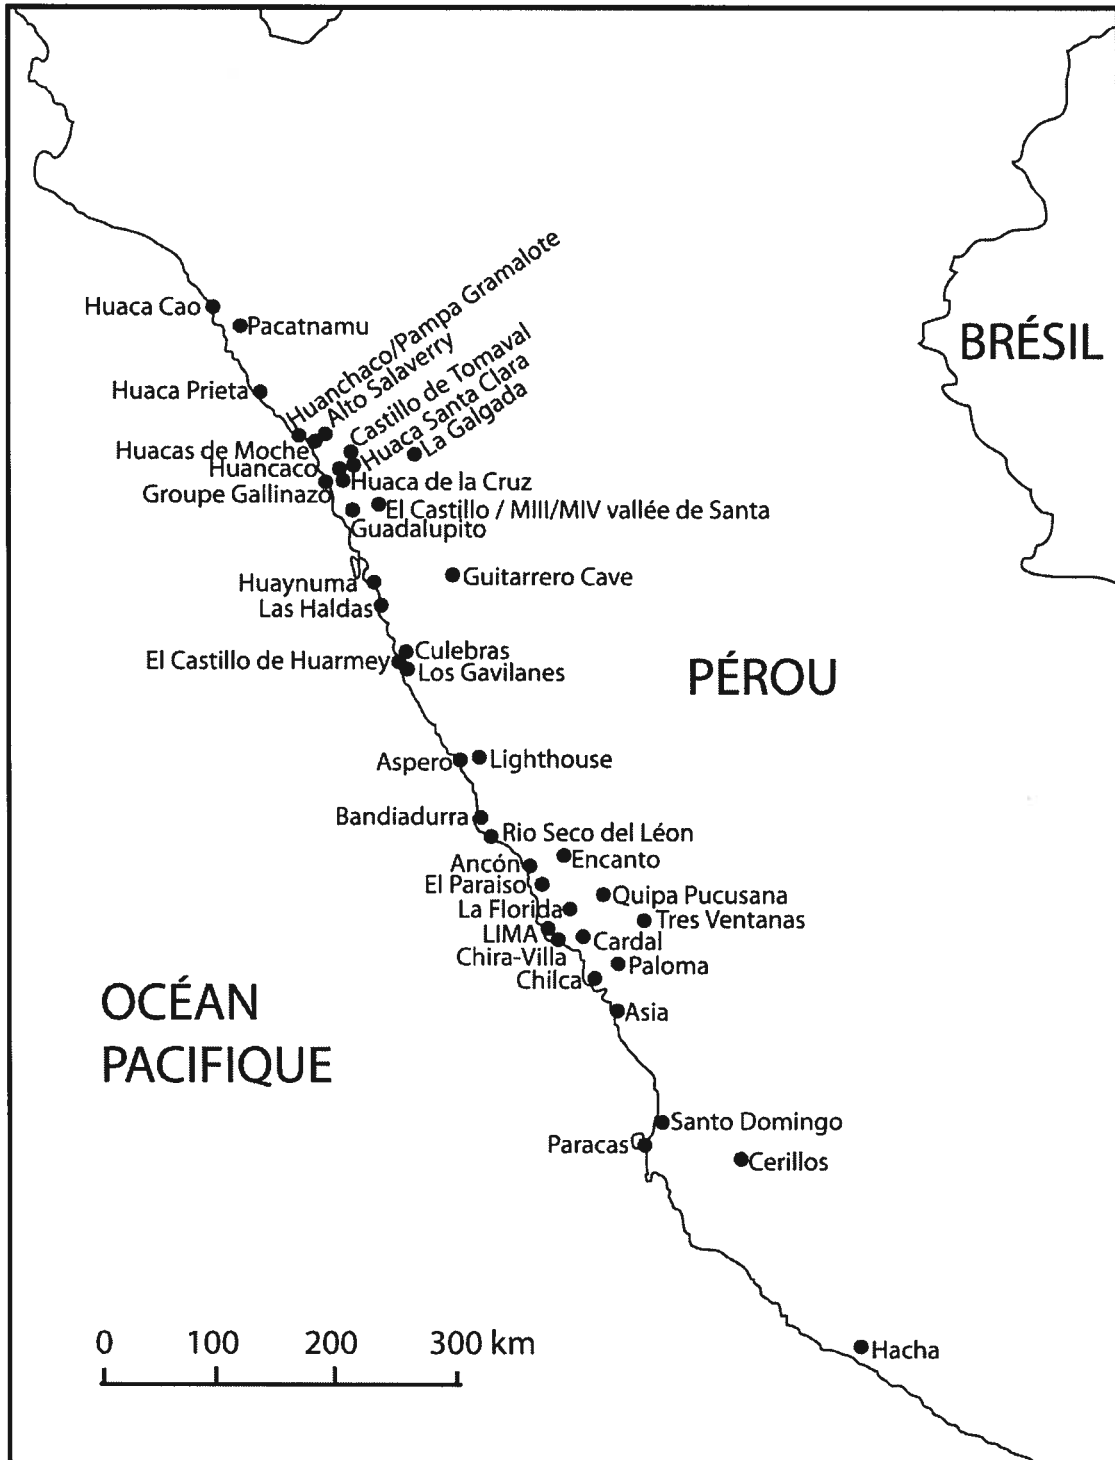 Huanchaco/Pampa Gramalote
Alto Salaverry
Castillo de Tomaval
Huaca Santa Clara
La Galgada
Huaca Cao
Pacatnamu
BRÉSIL
Huaca Prieta
Huacas de Moche
Huancaco
Huaca de la Cruz
Groupe Gallinazo
El Castillo / MIII/MIV vallée de Santa
Guadalupito
Guitarrero Cave
Huaynuma
Las Haldas
Culebras
El Castillo de Huarmey
Los Gavilanes
PÉROU
Aspero
Lighthouse
Bandiadurra
Rio Seco del Léon
Encanto
Ancón
El Paraiso
Quipa Pucusana
La Florida
Tres Ventanas
LIMA
Cardal
Chira-Villa
Paloma
Chilca
OCÉAN
PACIFIQUE
Asia
Santo Domingo
Paracas
Cerillos
0 100 200 300 km
Hacha